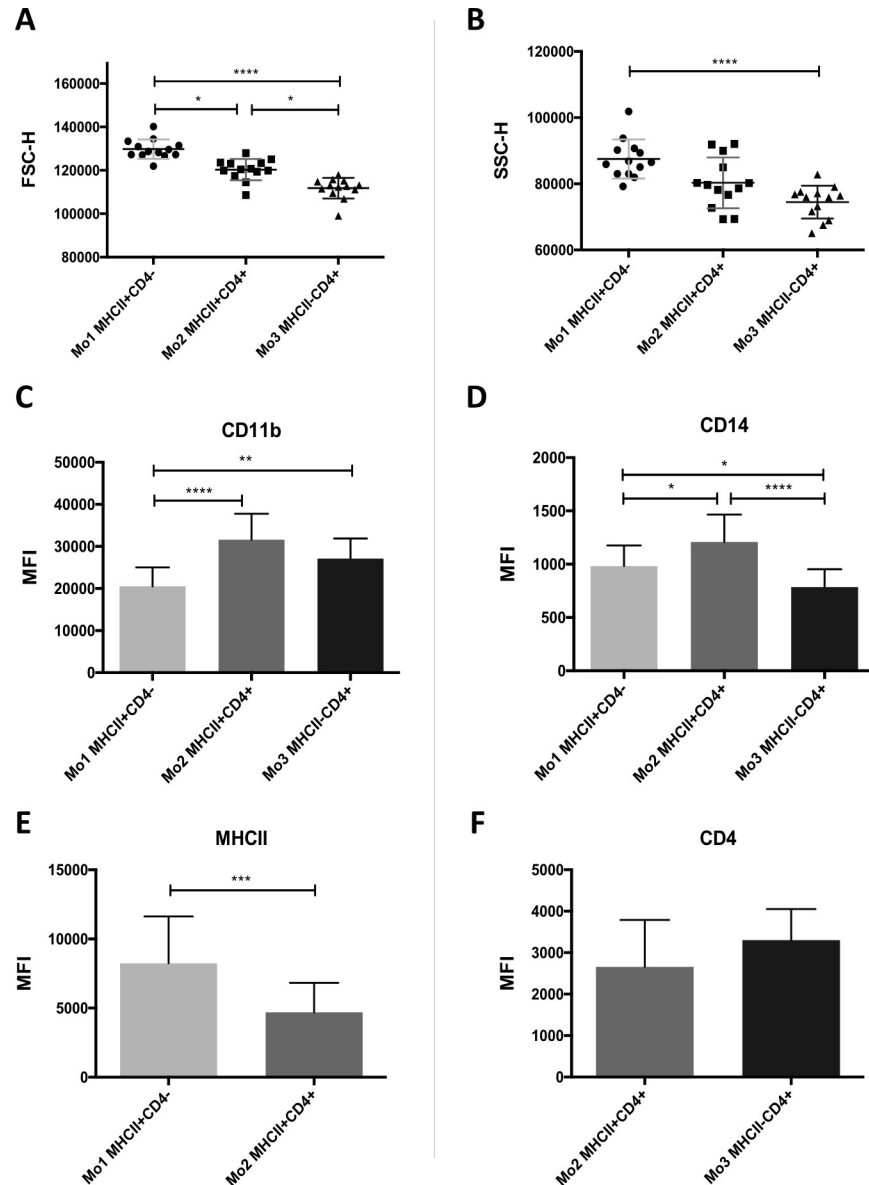 A
FSC-H
160000
140000
120000
100000
80000
****
*
*
Mo1 MHCII+CD4-
Mo2 MHCII+CD4+
Mo3 MHCII-CD4+
B
SSC-H
120000
100000
80000
60000
****
Mo1 MHCII+CD4-
Mo2 MHCII+CD4+
Mo3 MHCII-CD4+
C
CD11b
MFI
50000
40000
30000
20000
10000
0
**
****
Mo1 MHCII+CD4-
Mo2 MHCII+CD4+
Mo3 MHCII-CD4+
D
CD14
MFI
2000
1500
1000
500
0
*
*
****
Mo1 MHCII+CD4-
Mo2 MHCII+CD4+
Mo3 MHCII-CD4+
E
MHCII
MFI
15000
10000
5000
0
***
Mo1 MHCII+CD4-
Mo2 MHCII+CD4+
F
CD4
MFI
5000
4000
3000
2000
1000
0
Mo2 MHCII+CD4+
Mo3 MHCII-CD4+